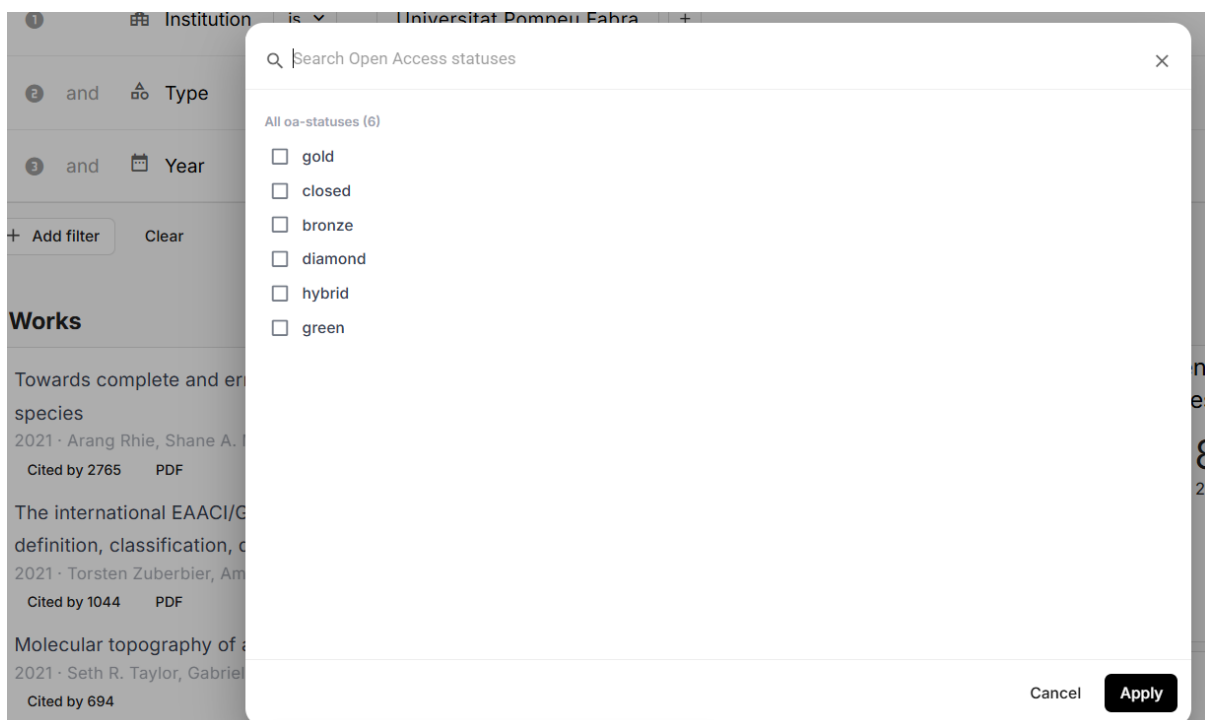 1 Institution is Universitat Pompeu Fabra +
Search Open Access statuses
2 and Type
All oa-statuses (6)
gold
3 and Year
closed
bronze
+ Add filter Clear
diamond
hybrid
Works
green
Towards complete and
species
2021 · Arang Rhie, Shane A.
Cited by 2765 PDF
The international EAACI/G
definition, classification,
2021 · Torsten Zuberbier,
Cited by 1044 PDF
Molecular topography of
2021 · Seth R. Taylor, Gabriel
Cited by 694
Cancel Apply